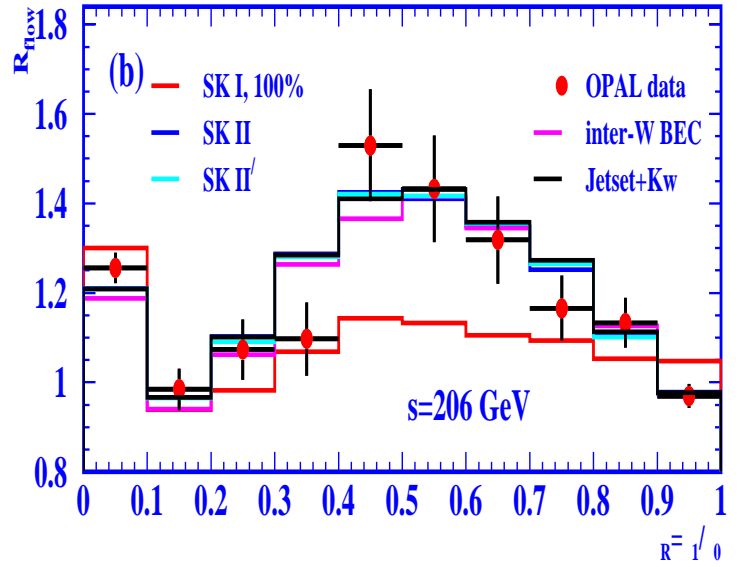 R_flow
1.8
1.6
1.4
1.2
1
0.8
(b)
SK I, 100%
SK II
SK II /
OPAL data
inter-W BEC
Jetset+Kw
s=206 GeV
0 0.1 0.2 0.3 0.4 0.5 0.6 0.7 0.8 0.9 1
R= 1/ 0